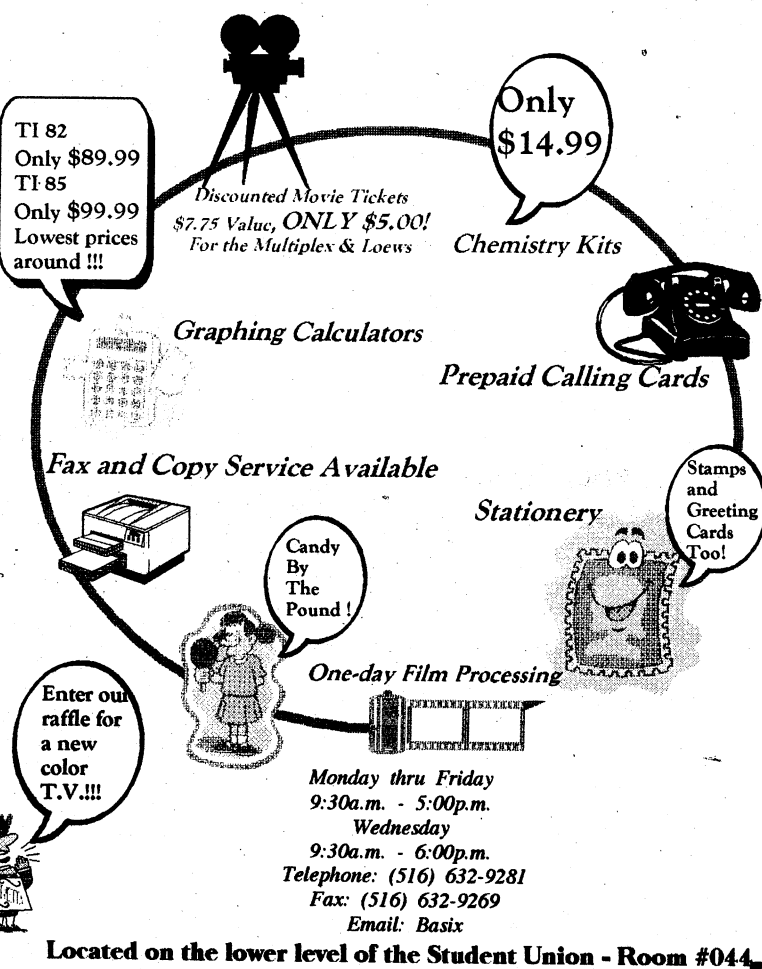 Only
$14.99
TI 82
Only $89.99
TI 85
Only $99.99
Lowest prices
around !!!
Discounted Movie Tickets
$7.75 Value, ONLY $5.00!
For the Multiplex & Loews
Chemistry Kits
Graphing Calculators
Prepaid Calling Cards
Fax and Copy Service Available
Stationery
Stamps
and
Greeting
Cards
Too!
Candy
By
The
Pound !
One-day Film Processing
Enter our
raffle for
a new
color
T.V.!!!
Monday thru Friday
9:30a.m. - 5:00p.m.
Wednesday
9:30a.m. - 6:00p.m.
Telephone: (516) 632-9281
Fax: (516) 632-9269
Email: Basix
Located on the lower level of the Student Union - Room #044